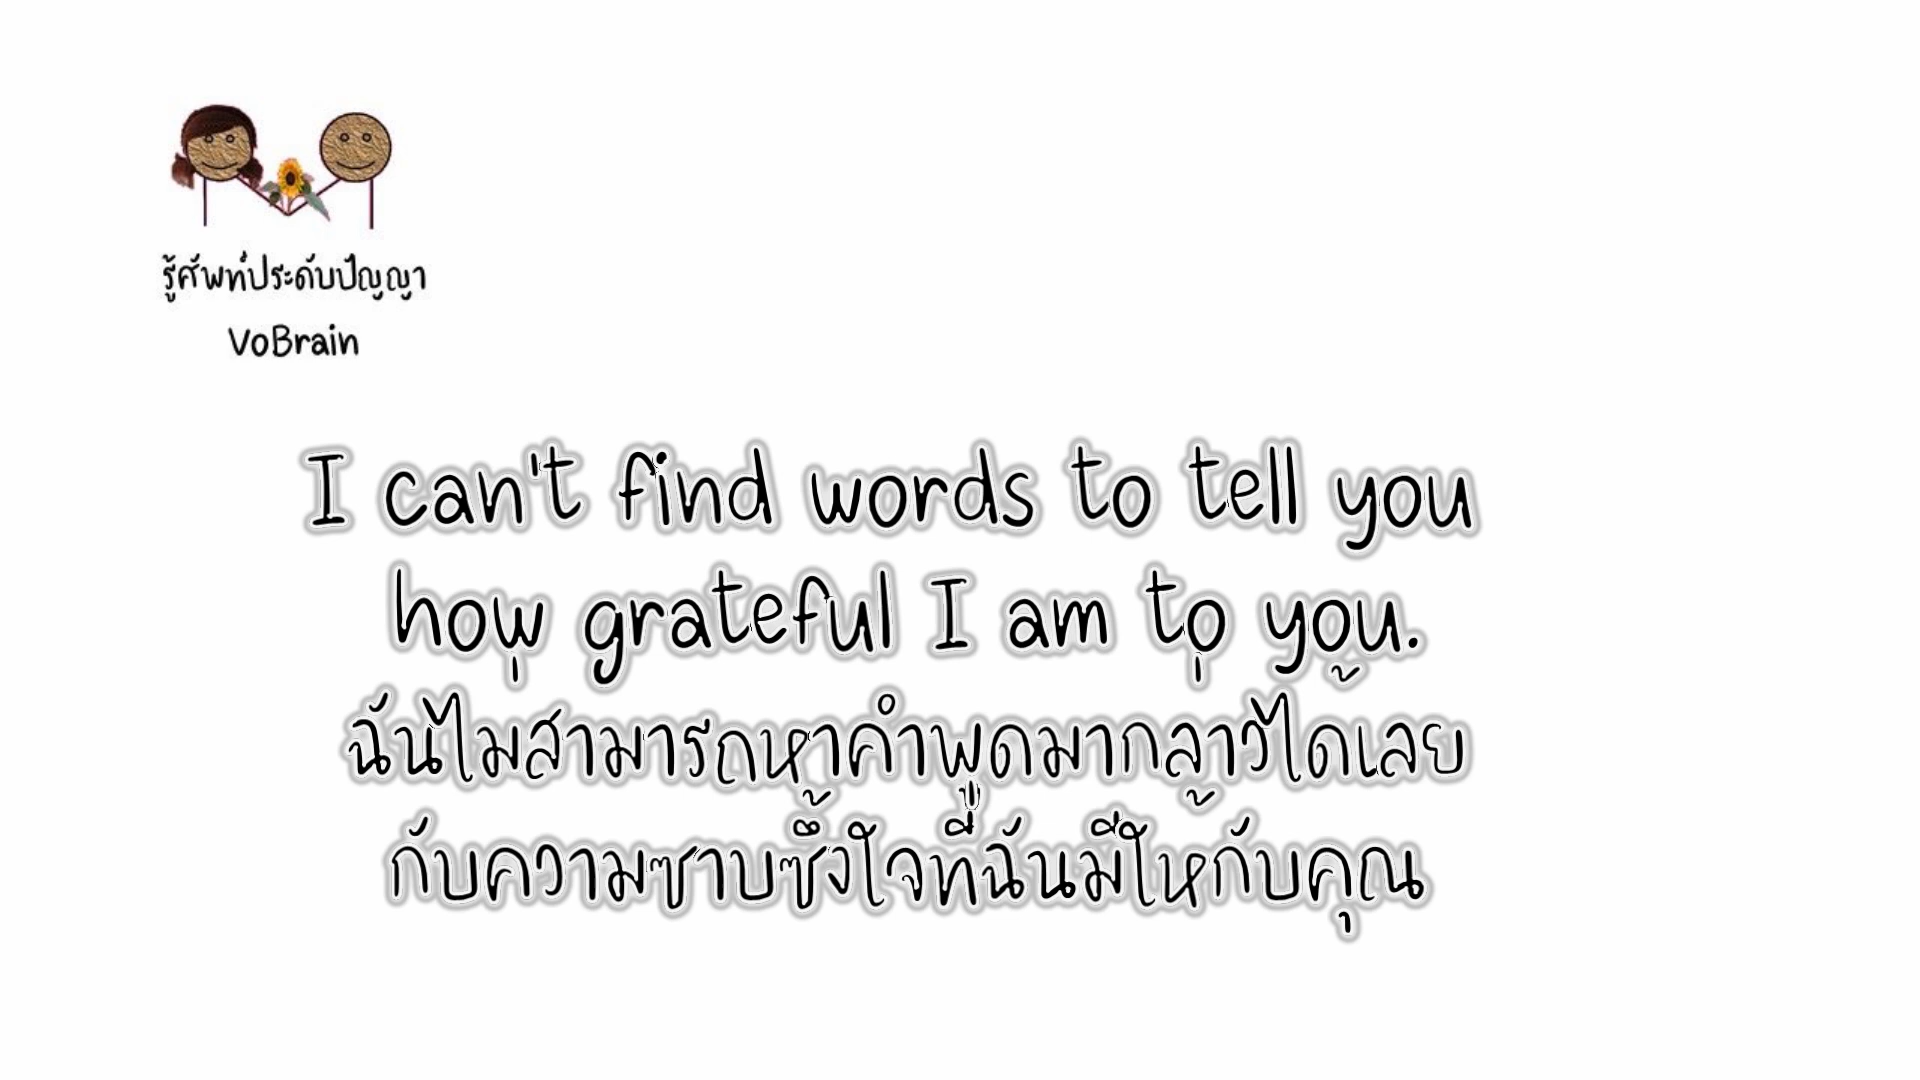 รู้ศัพท์ประดับปัญญา
VoBrain
I can't find words to tell you
how grateful I am to you.
ฉันไม่สามารถหาคำพูดมากล่าวได้เลย
กับความซาบซึ้งใจที่ฉันมีให้กับคุณ